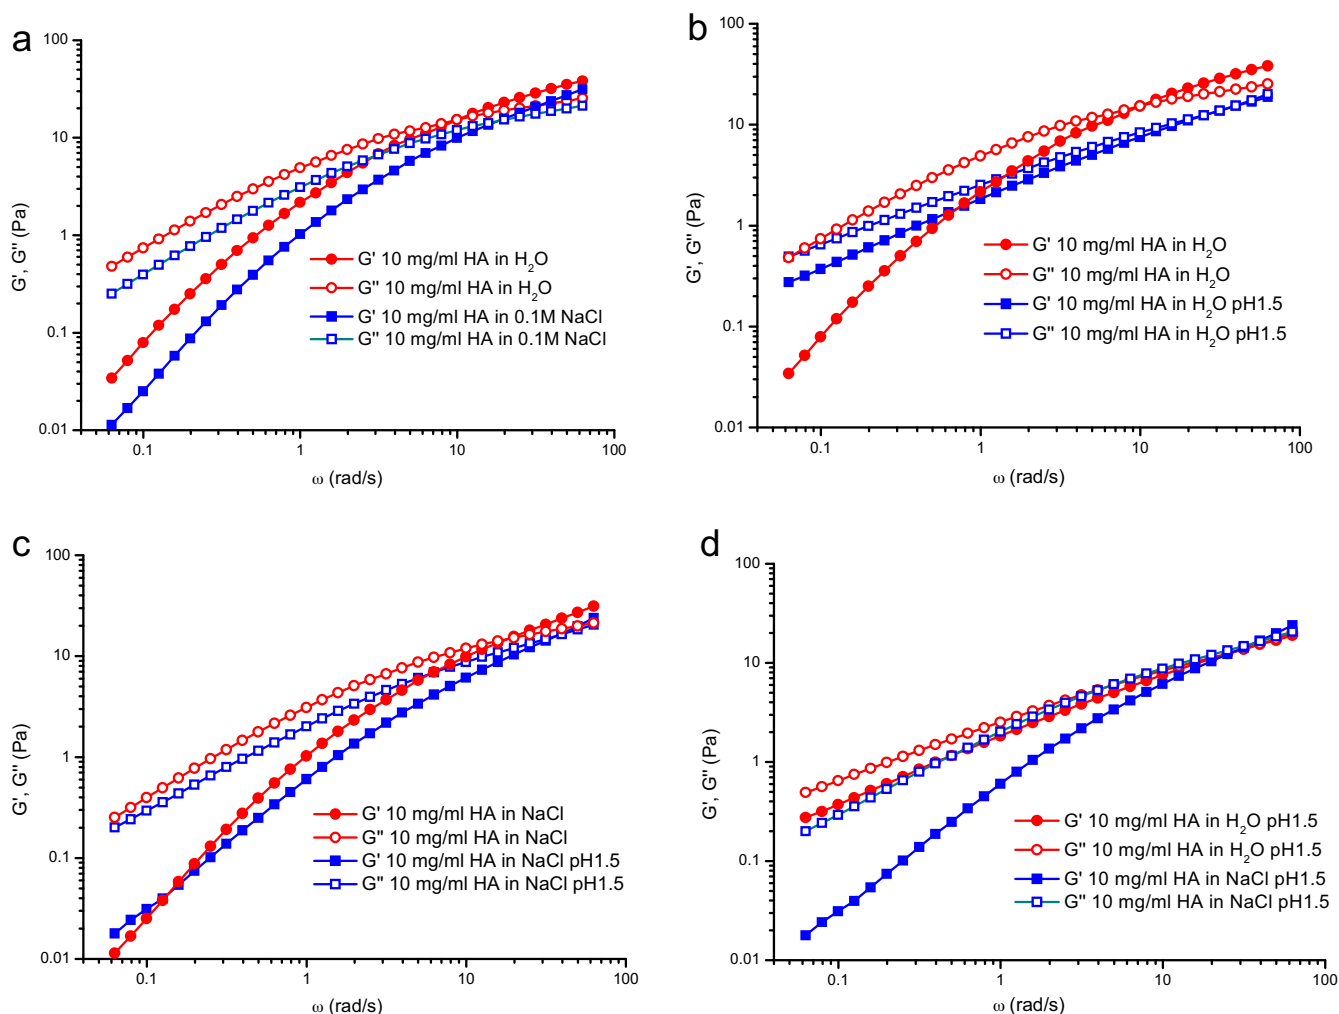 a
100
10
1
0.1
0.01
G', G'' (Pa)
G' 10 mg/ml HA in H₂O
G'' 10 mg/ml HA in H₂O
G' 10 mg/ml HA in 0.1M NaCl
G'' 10 mg/ml HA in 0.1M NaCl
0.1 1 10 100
ω (rad/s)
b
100
10
1
0.1
0.01
G', G'' (Pa)
G' 10 mg/ml HA in H₂O
G'' 10 mg/ml HA in H₂O
G' 10 mg/ml HA in H₂O pH1.5
G'' 10 mg/ml HA in H₂O pH1.5
0.1 1 10 100
ω (rad/s)
c
100
10
1
0.1
0.01
G', G'' (Pa)
G' 10 mg/ml HA in NaCl
G'' 10 mg/ml HA in NaCl
G' 10 mg/ml HA in NaCl pH1.5
G'' 10 mg/ml HA in NaCl pH1.5
0.1 1 10 100
ω (rad/s)
d
100
10
1
0.1
0.01
G', G'' (Pa)
G' 10 mg/ml HA in H₂O pH1.5
G'' 10 mg/ml HA in H₂O pH1.5
G' 10 mg/ml HA in NaCl pH1.5
G'' 10 mg/ml HA in NaCl pH1.5
0.1 1 10 100
ω (rad/s)